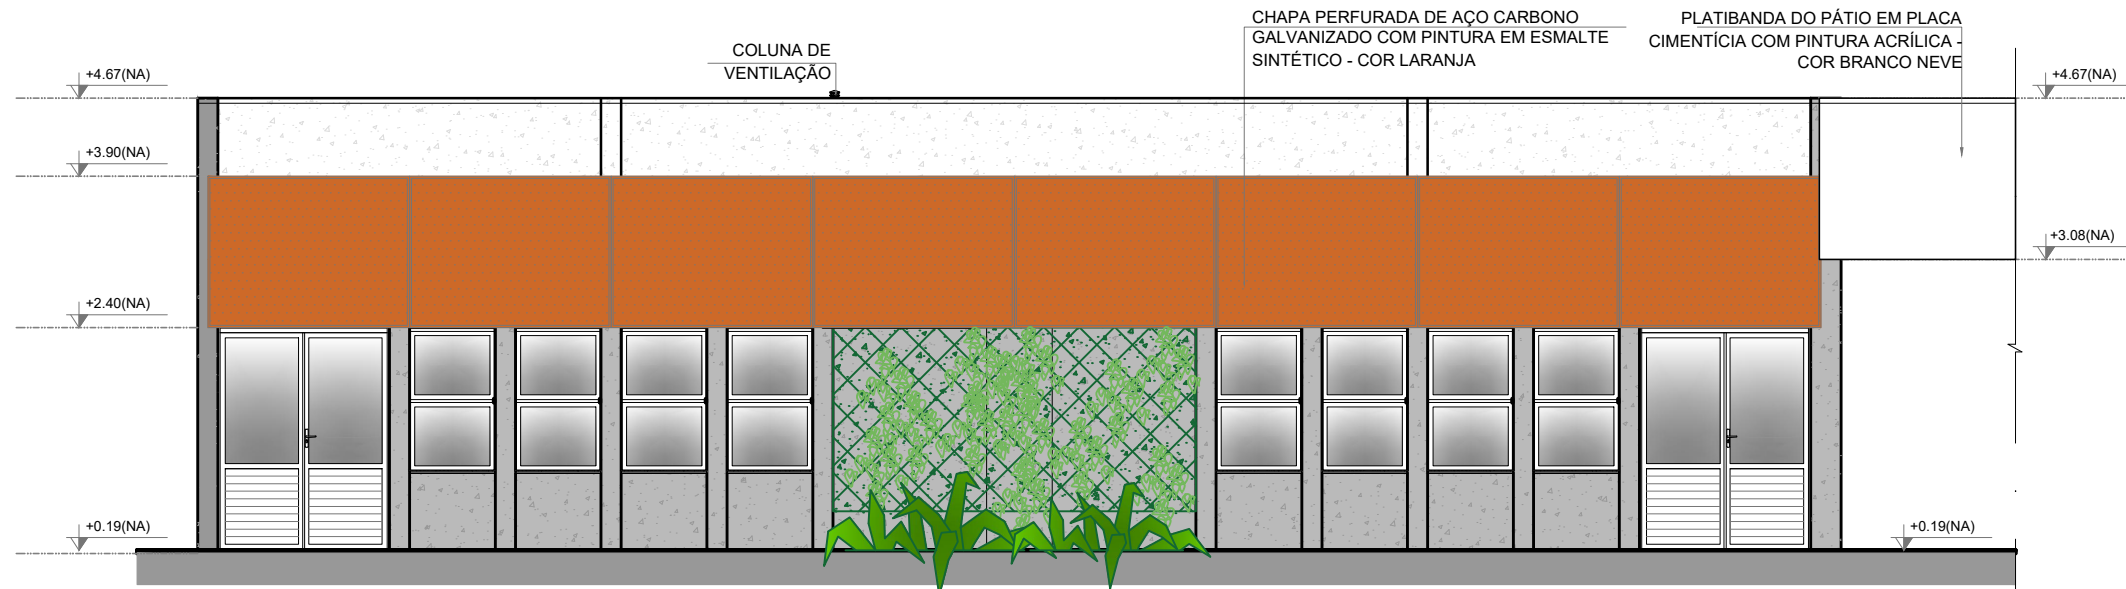 CHAPA PERFURADA DE AÇO CARBONO
GALVANIZADO COM PINTURA EM ESMALTE
SINTÉTICO - COR LARANJA
PLATIBANDA DO PÁTIO EM PLACA
CIMENTÍCIA COM PINTURA ACRÍLICA -
COR BRANCO NEVE
COLUNA DE
VENTILAÇÃO
+4.67(NA)
+4.67(NA)
+3.90(NA)
+3.08(NA)
+2.40(NA)
+0.19(NA)
+0.19(NA)